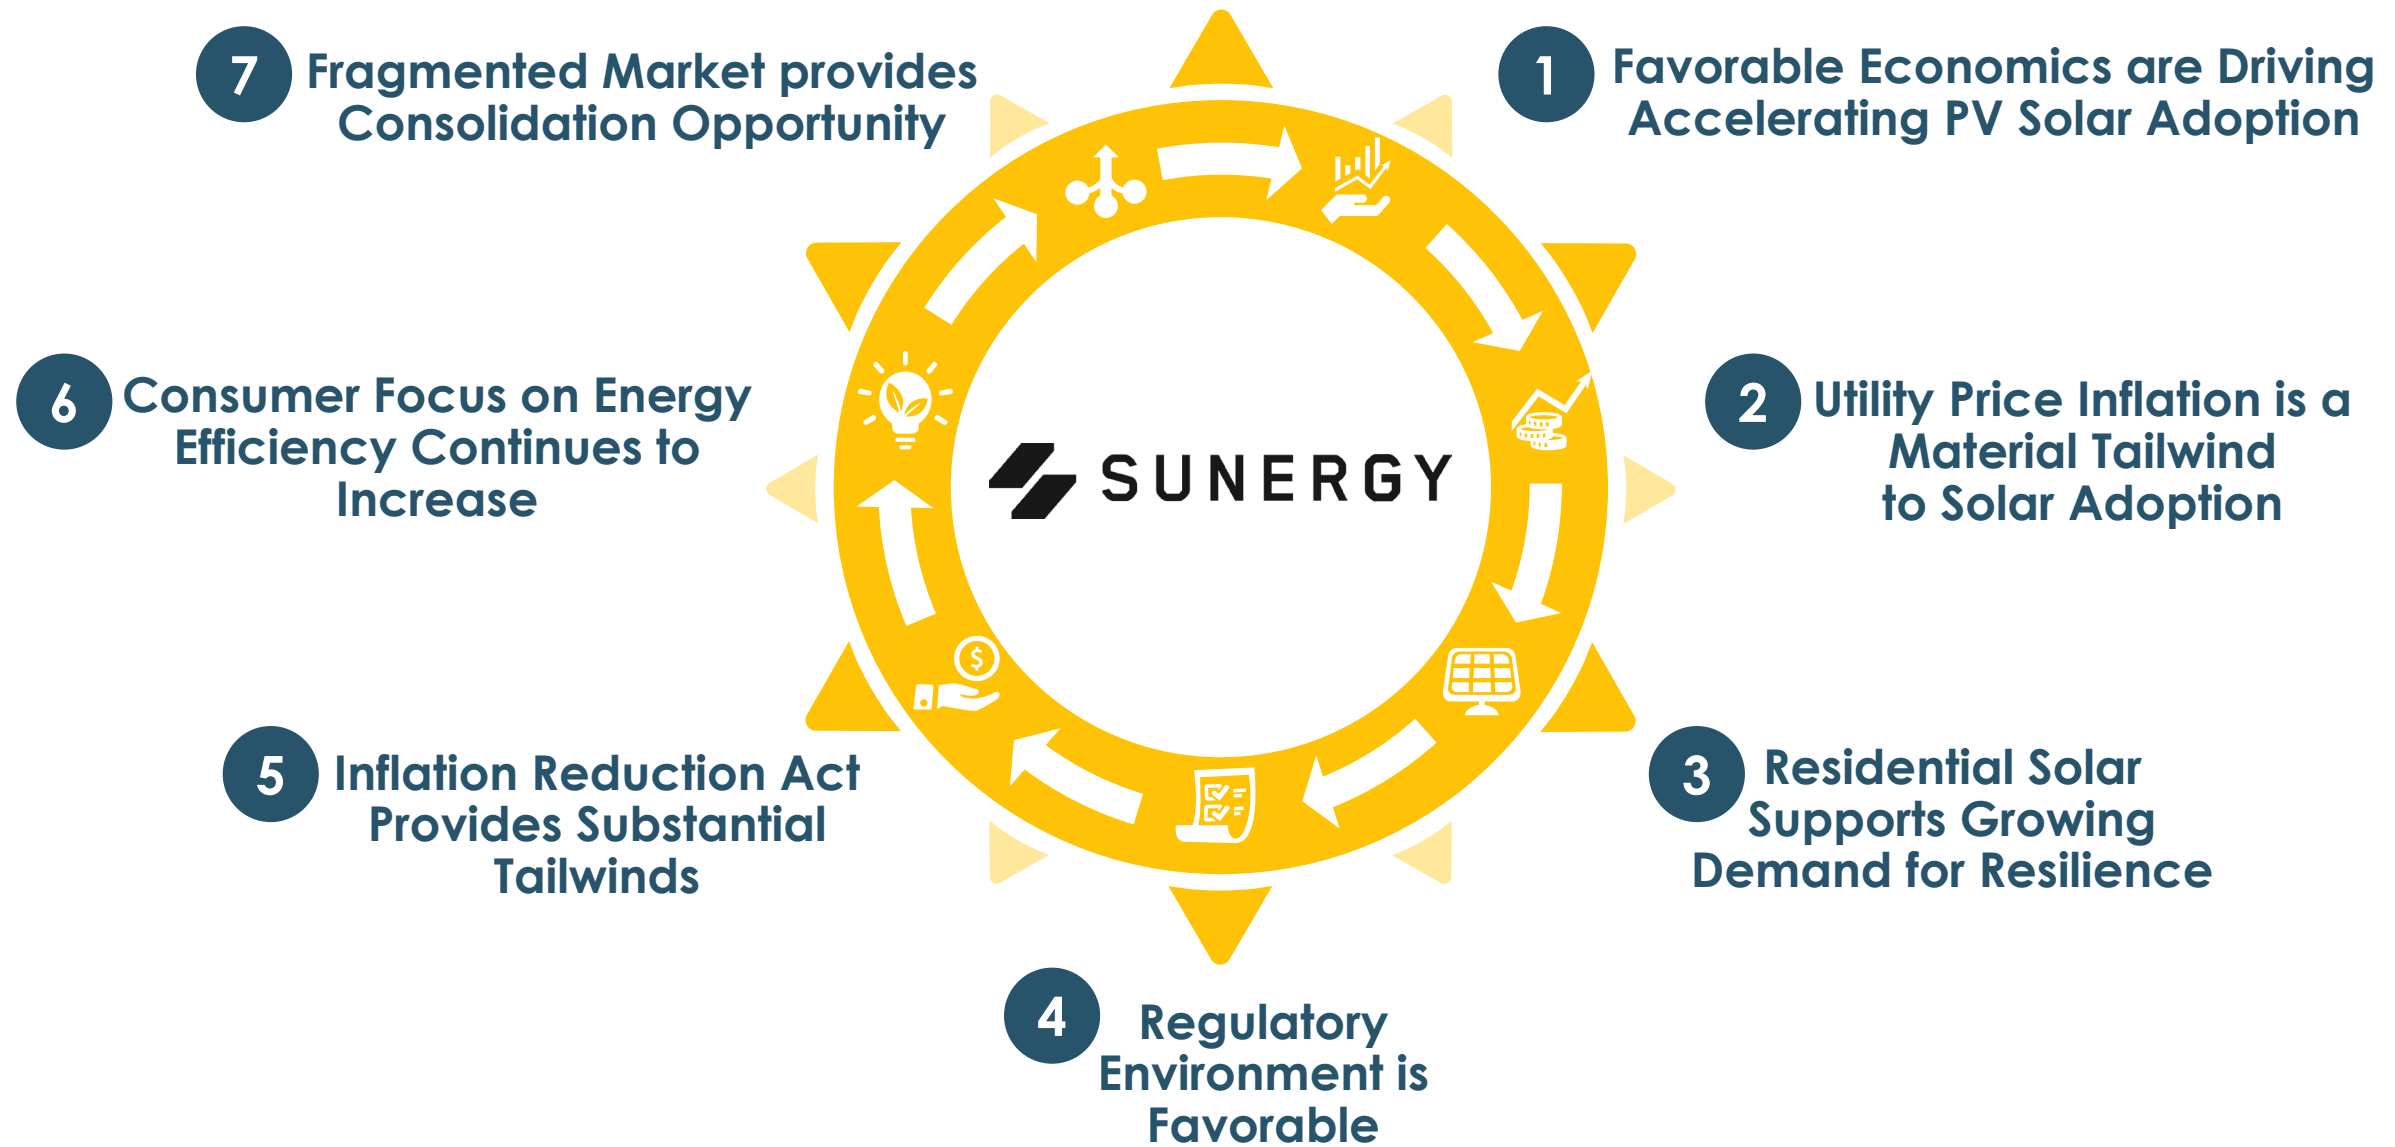 1
Favorable Economics are Driving
Accelerating PV Solar Adoption
2
Utility Price Inflation is a
Material Tailwind
to Solar Adoption
3
Residential Solar
Supports Growing
Demand for Resilience
4
Regulatory
Environment is
Favorable
5
Inflation Reduction Act
Provides Substantial
Tailwinds
6
Consumer Focus on Energy
Efficiency Continues to
Increase
7
Fragmented Market provides
Consolidation Opportunity
SUNERGY
$